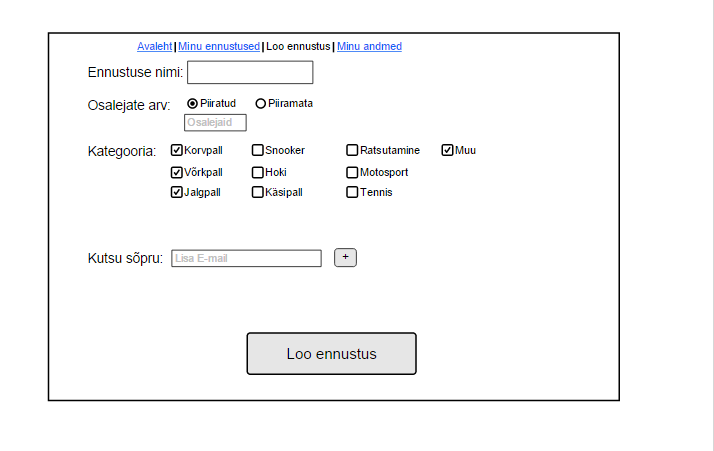 Avaleht | Minu ennustused | Loo ennustus | Minu andmed
Ennustuse nimi:
Osalejate arv: Piiratud Piiramata
Osalejaid
Kategooria: Korvpall Snooker Ratsutamine Muu
Võrkpall Hoki Motosport
Jalgpall Käsipall Tennis
Kutsu sõpru: Lisa E-mail +
Loo ennustus